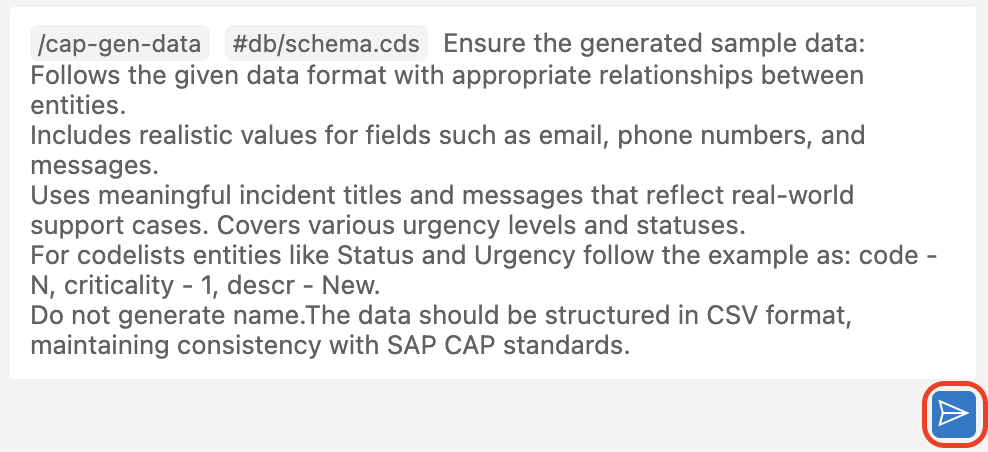 /cap-gen-data #db/schema.cds Ensure the generated sample data:
Follows the given data format with appropriate relationships between
entities.
Includes realistic values for fields such as email, phone numbers, and
messages.
Uses meaningful incident titles and messages that reflect real-world
support cases. Covers various urgency levels and statuses.
For codelists entities like Status and Urgency follow the example as: code -
N, criticality - 1, descr - New.
Do not generate name.The data should be structured in CSV format,
maintaining consistency with SAP CAP standards.